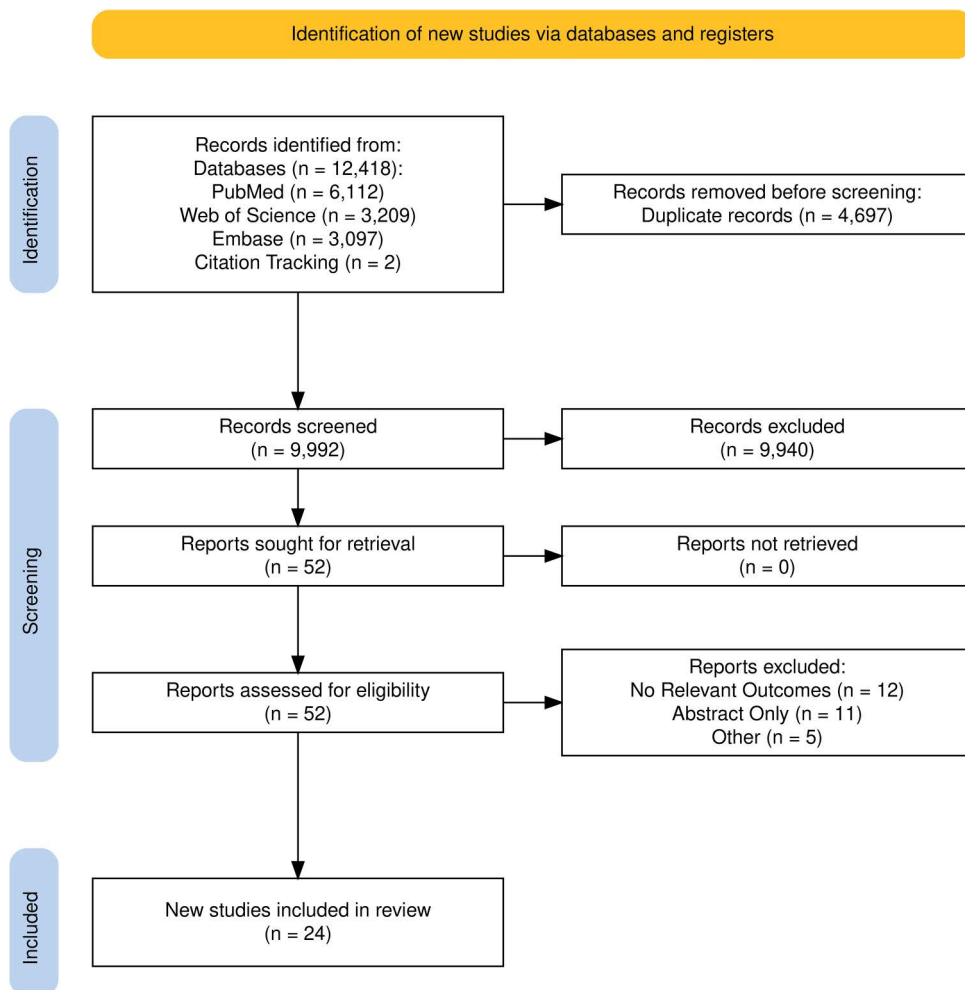 Identification of new studies via databases and registers
Identification
Records identified from:
Databases (n = 12,418):
PubMed (n = 6,112)
Web of Science (n = 3,209)
Embase (n = 3,097)
Citation Tracking (n = 2)
Records removed before screening:
Duplicate records (n = 4,697)
Screening
Records screened
(n = 9,992)
Records excluded
(n = 9,940)
Reports sought for retrieval
(n = 52)
Reports not retrieved
(n = 0)
Reports assessed for eligibility
(n = 52)
Reports excluded:
No Relevant Outcomes (n = 12)
Abstract Only (n = 11)
Other (n = 5)
Included
New studies included in review
(n = 24)